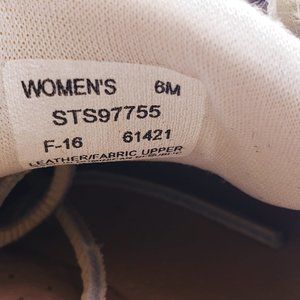 WOMEN'S 6M
STS97755
F-16 61421
LEATHER/FABRIC UPPER